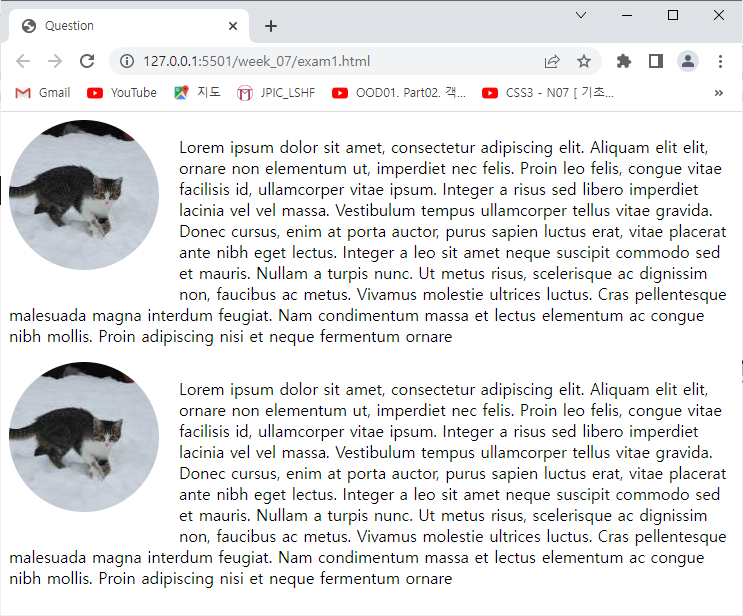 Question
127.0.0.1:5501/week_07/exam1.html
Gmail YouTube 지도 JPIC_LSHF OOD01. Part02. 객... CSS3 - N07 [ 기초...
Lorem ipsum dolor sit amet, consectetur adipiscing elit. Aliquam elit elit,
ornare non elementum ut, imperdiet nec felis. Proin leo felis, congue vitae
facilisis id, ullamcorper vitae ipsum. Integer a risus sed libero imperdiet
lacinia vel vel massa. Vestibulum tempus ullamcorper tellus vitae gravida.
Donec cursus, enim at porta auctor, purus sapien luctus erat, vitae placerat
ante nibh eget lectus. Integer a leo sit amet neque suscipit commodo sed
et mauris. Nullam a turpis nunc. Ut metus risus, scelerisque ac dignissim
non, faucibus ac metus. Vivamus molestie ultrices luctus. Cras pellentesque
malesuada magna interdum feugiat. Nam condimentum massa et lectus elementum ac congue
nibh mollis. Proin adipiscing nisi et neque fermentum ornare
Lorem ipsum dolor sit amet, consectetur adipiscing elit. Aliquam elit elit,
ornare non elementum ut, imperdiet nec felis. Proin leo felis, congue vitae
facilisis id, ullamcorper vitae ipsum. Integer a risus sed libero imperdiet
lacinia vel vel massa. Vestibulum tempus ullamcorper tellus vitae gravida.
Donec cursus, enim at porta auctor, purus sapien luctus erat, vitae placerat
ante nibh eget lectus. Integer a leo sit amet neque suscipit commodo sed
et mauris. Nullam a turpis nunc. Ut metus risus, scelerisque ac dignissim
non, faucibus ac metus. Vivamus molestie ultrices luctus. Cras pellentesque
malesuada magna interdum feugiat. Nam condimentum massa et lectus elementum ac congue
nibh mollis. Proin adipiscing nisi et neque fermentum ornare